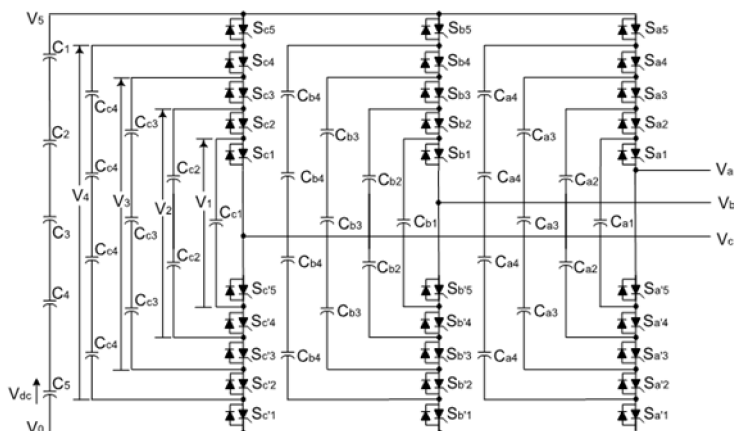 V5 Sc5 Sb5 Sa5
C1 Sc4 Sb4 Sa4
Cc4 Cc3 Sc3 Cb4 Cb3 Sb3 Ca4 Ca3 Sa3
C2 Sc2 Sb2 Sa2
Cc4 Cc2 Sc1 Cb4 Cb2 Sb1 Ca4 Ca2 Sa1
Va
V4 V3 V2 V1
Cc1 Cb1 Ca1 Vb
C3 Cc3 Cb3 Ca3
Vc
Cc4 Cc2 Cb4 Cb2 Ca4 Ca2
C4 Cc3 Sc'5 Cb3 Sb'5 Ca3 Sa'5
Sc'4 Sb'4 Sa'4
Cc4 Sc'3 Cb4 Sb'3 Ca4 Sa'3
Vdc C5 Sc'2 Sb'2 Sa'2
V0 Sc'1 Sb'1 Sa'1